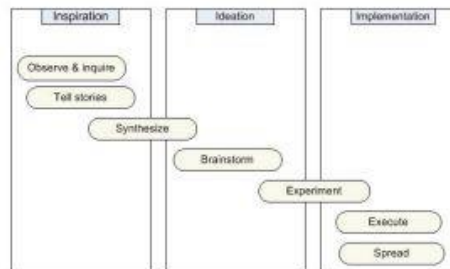 Inspiration
Ideation
Implementation
Observe & inquire
Tell stories
Synthesize
Brainstorm
Experiment
Execute
Spread